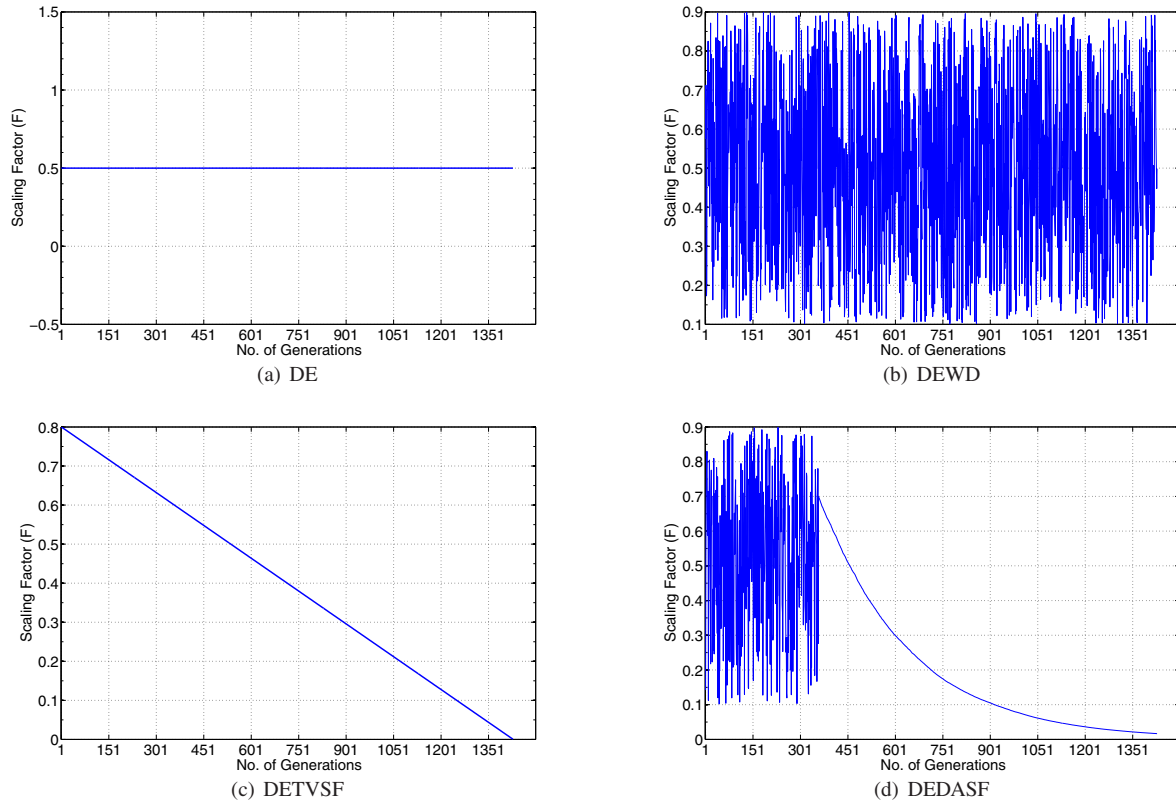 1.5
1
0.5
0
−0.5
Scaling Factor (F)
1 151 301 451 601 751 901 1051 1201 1351
No. of Generations
(a) DE
0.9
0.8
0.7
0.6
0.5
0.4
0.3
0.2
0.1
Scaling Factor (F)
1 151 301 451 601 751 901 1051 1201 1351
No. of Generations
(b) DEWD
0.8
0.7
0.6
0.5
0.4
0.3
0.2
0.1
0
Scaling Factor (F)
1 151 301 451 601 751 901 1051 1201 1351
No. of Generations
(c) DETVSF
0.9
0.8
0.7
0.6
0.5
0.4
0.3
0.2
0.1
0
Scaling Factor (F)
1 151 301 451 601 751 901 1051 1201 1351
No. of Generations
(d) DEDASF